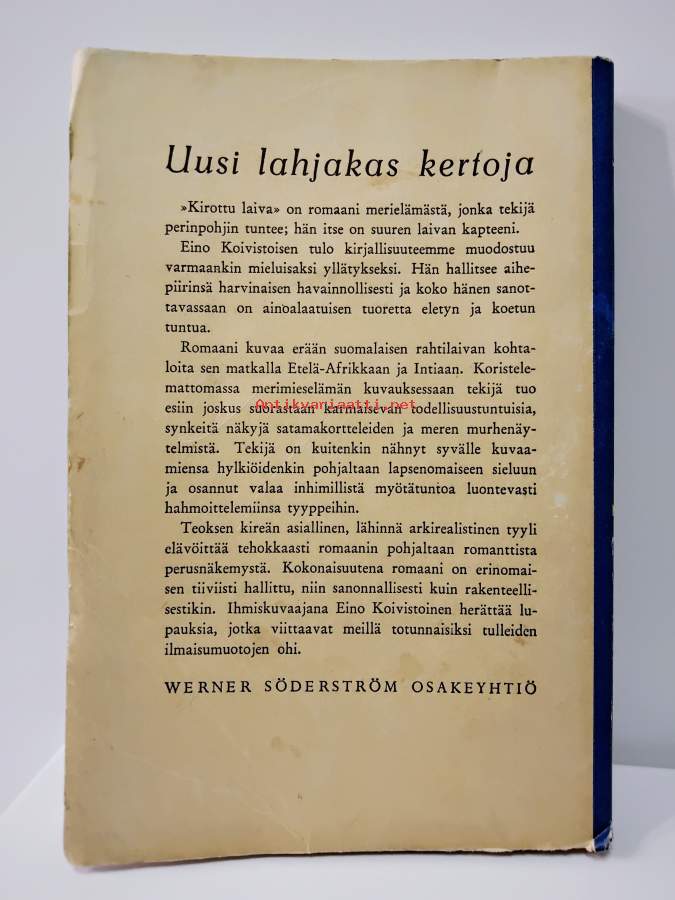 Uusi lahjakas kertoja
»Kirottu laiva» on romaani merielämästä, jonka tekijä
perinpohjin tuntee; hän itse on suuren laivan kapteeni.
Eino Koivistoisen tulo kirjallisuuteemme muodostuu
varmaankin mieluisaksi yllätykseksi. Hän hallitsee aihe-
piirinsä harvinaisen havainnollisesti ja koko hänen sanot-
tavassaan on ainoalaatuisen tuoretta eletyn ja koetun
tuntua.
Romaani kuvaa erään suomalaisen rahtilaivan kohta-
loita sen matkalla Etelä-Afrikkaan ja Intiaan. Koristele-
mattomassa merimieselämän kuvauksessaan tekijä tuo
Antikvariaatti.net
esiin joskus suorastaan karmaisevan todellisuustuntuisia,
synkeitä näkyjä satamakortteleiden ja meren murhenäy-
telmistä. Tekijä on kuitenkin nähnyt syvälle kuvaa-
miensa hylkiöidenkin pohjaltaan lapsenomaiseen sieluun
ja osannut valaa inhimillistä myötätuntoa luontevasti
hahmoittelemiinsa tyyppeihin.
Teoksen kireän asiallinen, lähinnä arkirealistinen tyyli
elävöittää tehokkaasti romaanin pohjaltaan romanttista
perusnäkemystä. Kokonaisuutena romaani on erinomai-
sen tiiviisti hallittu, niin sanonnallisesti kuin rakenteelli-
sestikin. Ihmiskuvaajana Eino Koivistoinen herättää lu-
pauksia, jotka viittaavat meillä totunnaisiksi tulleiden
ilmaisumuotojen ohi.
WERNER SÖDERSTRÖM OSAKEYHTIÖ